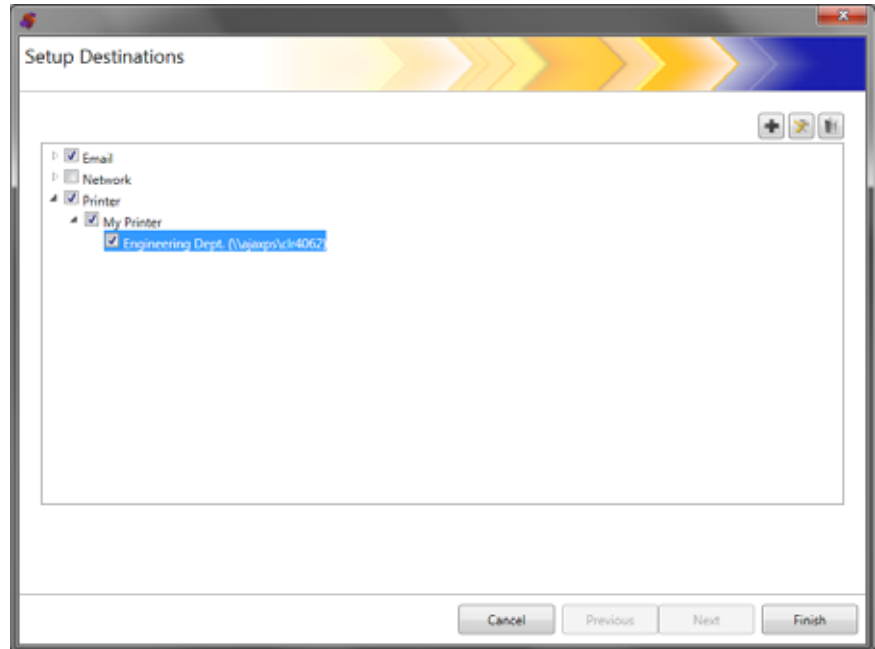 Setup Destinations
Email
Network
Printer
My Printer
Engineering Dept. (\\ajaxps\clr4062)
Cancel Previous Next Finish